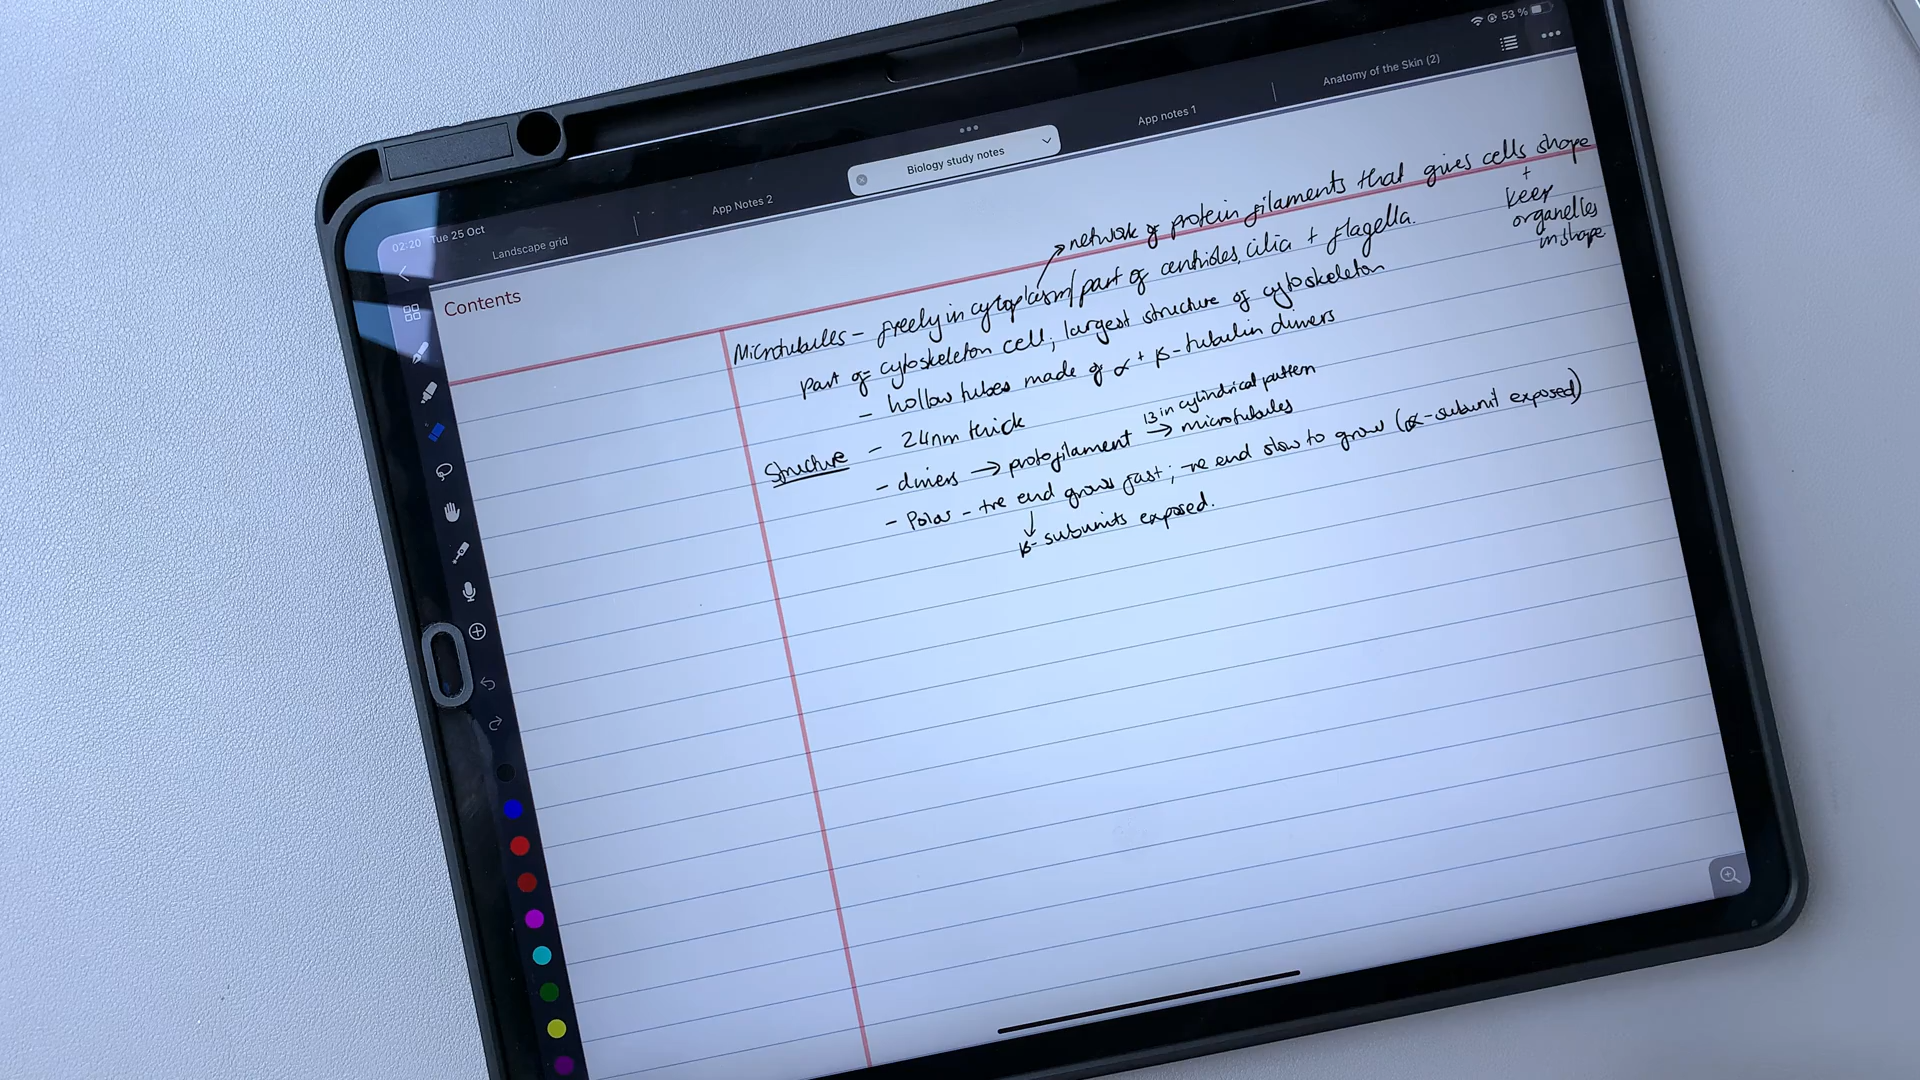 53 %
02:20 Tue 25 Oct
Landscape grid
App Notes 2
Biology study notes
App notes 1
Anatomy of the Skin (2)
Contents
network of protein filaments that gives cells shape
+
keep
organelles
in shape
Microtubules - freely in cytoplasm/part of centrioles, cilia + flagella.
part of cytoskeleton cell; largest structure of cytoskeleton
- hollow tubes made of α + β-tubulin dimers
Structure - 24nm thick
13 in cylindrical pattern
- dimers → protofilament → microtubules
- Polar - +ve end grows fast; -ve end slow to grow (α-subunit exposed)
↓
β-subunits exposed.